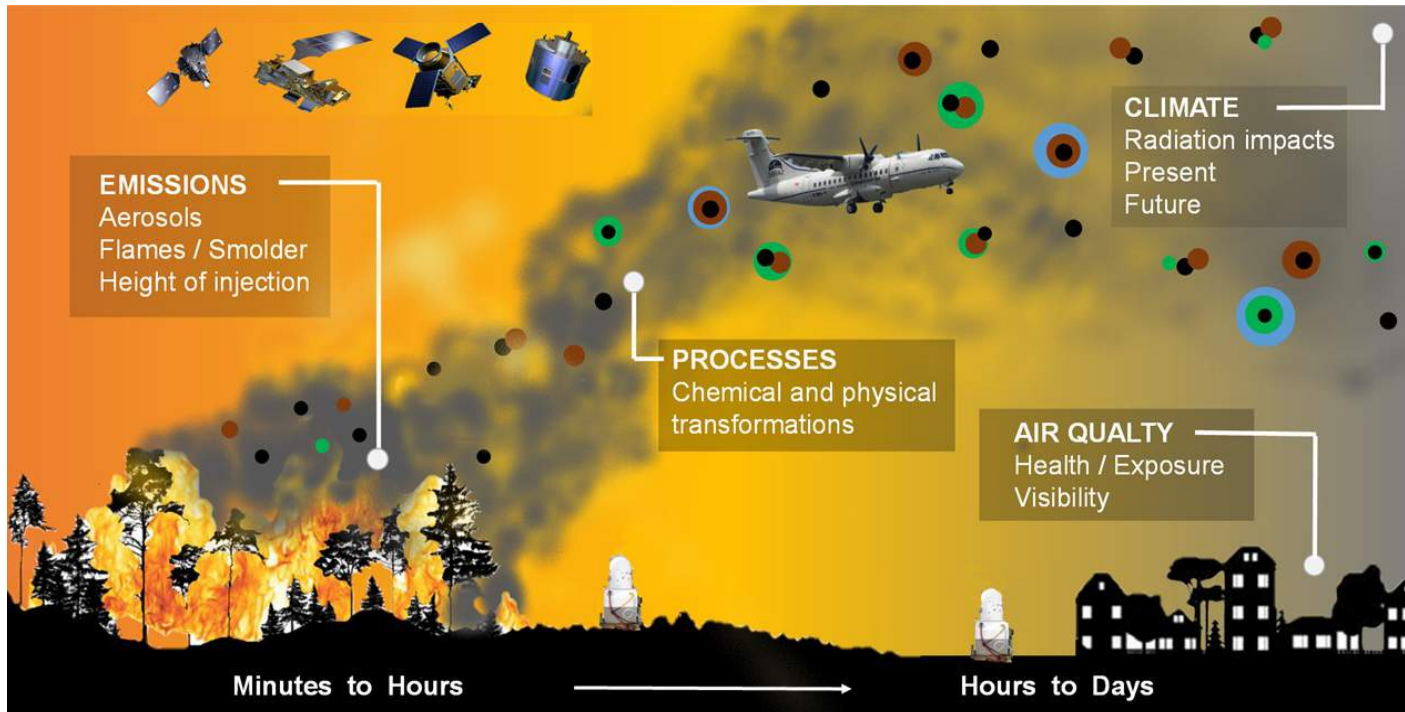 EMISSIONS
Aerosols
Flames / Smolder
Height of injection
PROCESSES
Chemical and physical
transformations
CLIMATE
Radiation impacts
Present
Future
AIR QUALTY
Health / Exposure
Visibility
Minutes to Hours
Hours to Days